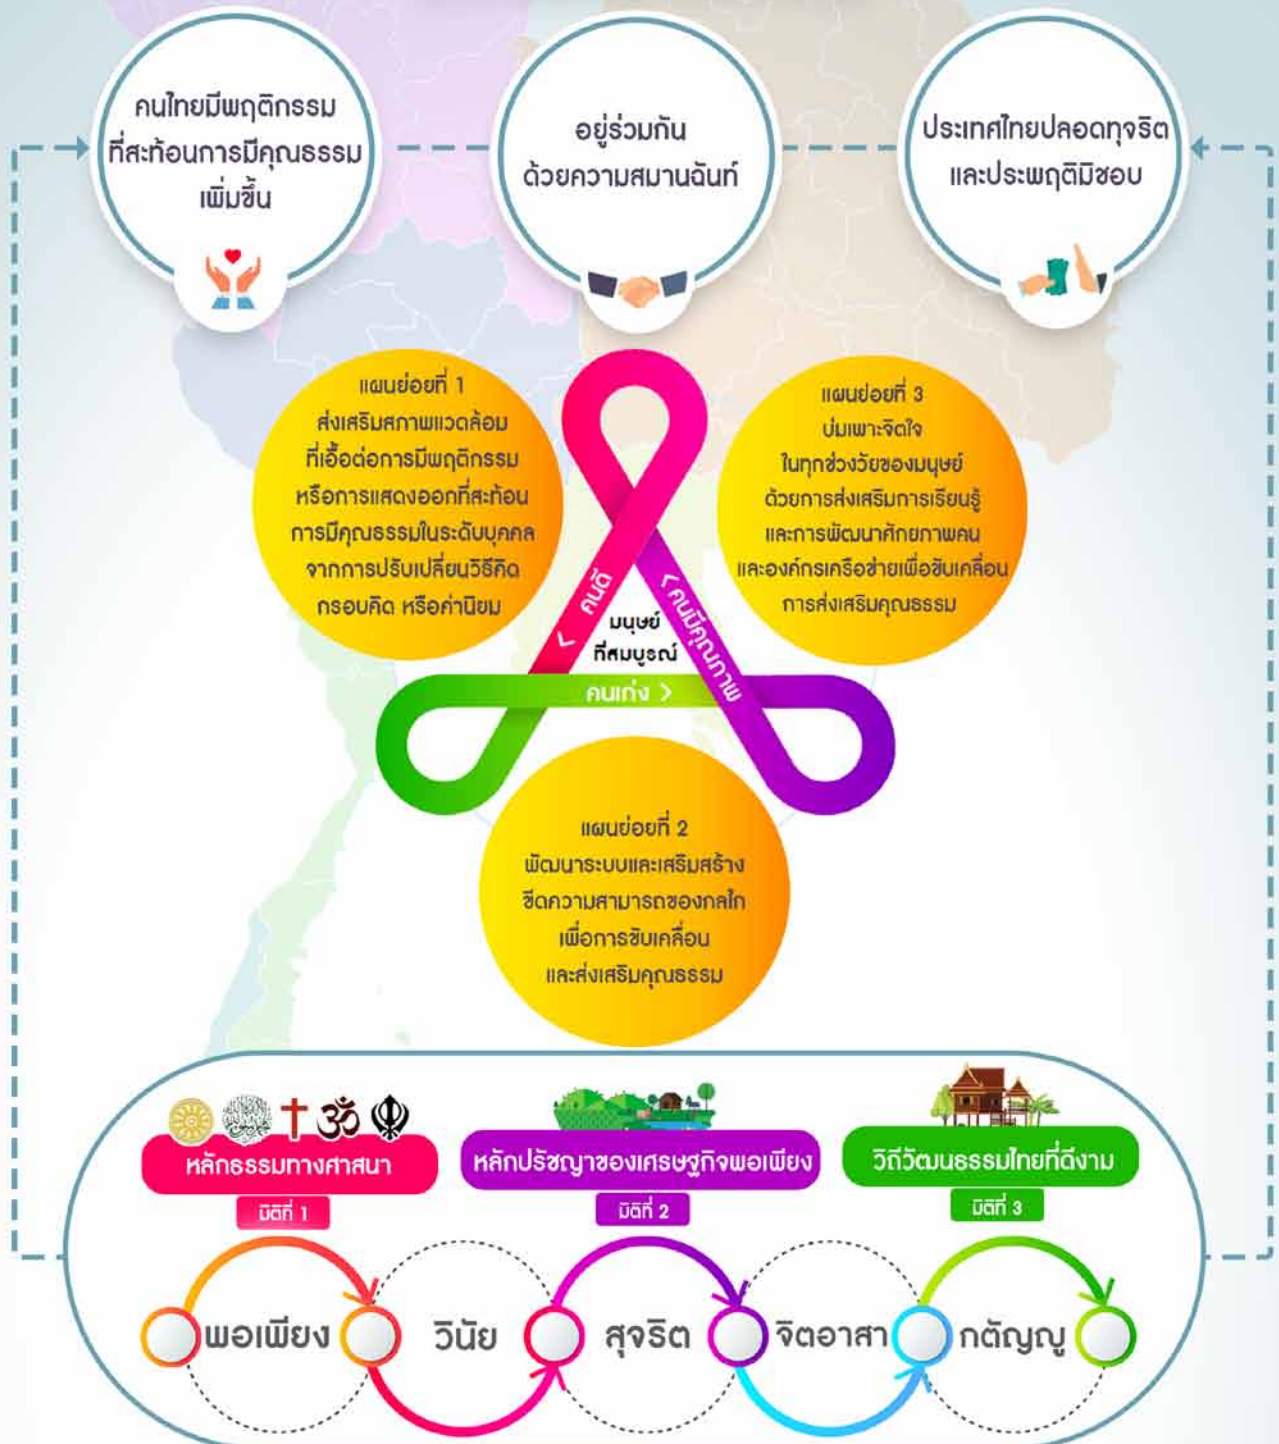 คนไทยมีพฤติกรรม
ที่สะท้อนการมีคุณธรรม
เพิ่มขึ้น
อยู่ร่วมกัน
ด้วยความสมานฉันท์
ประเทศไทยปลอดทุจริต
และประพฤติมิชอบ
แผนย่อยที่ 1
ส่งเสริมสภาพแวดล้อม
ที่เอื้อต่อการมีพฤติกรรม
หรือการแสดงออกที่สะท้อน
การมีคุณธรรมในระดับบุคคล
จากการปรับเปลี่ยนวิธีคิด
กรอบคิด หรือค่านิยม
แผนย่อยที่ 3
บ่มเพาะจิตใจ
ในทุกช่วงวัยของมนุษย์
ด้วยการส่งเสริมการเรียนรู้
และการพัฒนาศักยภาพคน
และองค์กรเครือข่ายเพื่อขับเคลื่อน
การส่งเสริมคุณธรรม
< คนดี
< คนมีคุณภาพ
มนุษย์
ที่สมบูรณ์
คนเก่ง >
แผนย่อยที่ 2
พัฒนาระบบและเสริมสร้าง
ขีดความสามารถของกลไก
เพื่อการขับเคลื่อน
และส่งเสริมคุณธรรม
หลักธรรมทางศาสนา
หลักปรัชญาของเศรษฐกิจพอเพียง
วิถีวัฒนธรรมไทยที่ดีงาม
มิติที่ 1
มิติที่ 2
มิติที่ 3
พอเพียง
วินัย
สุจริต
จิตอาสา
กตัญญู